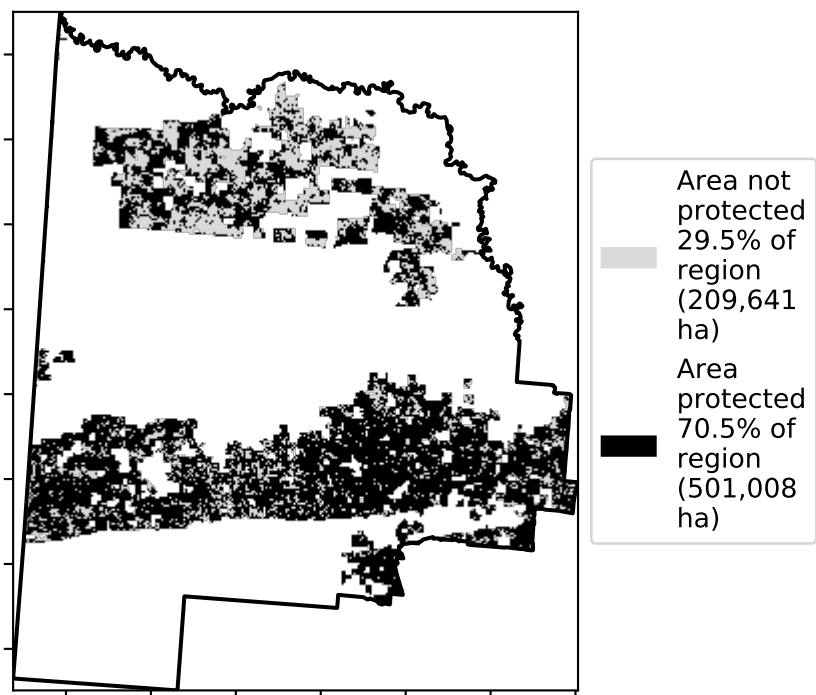 Area not
protected
29.5% of
region
(209,641
ha)
Area
protected
70.5% of
region
(501,008
ha)